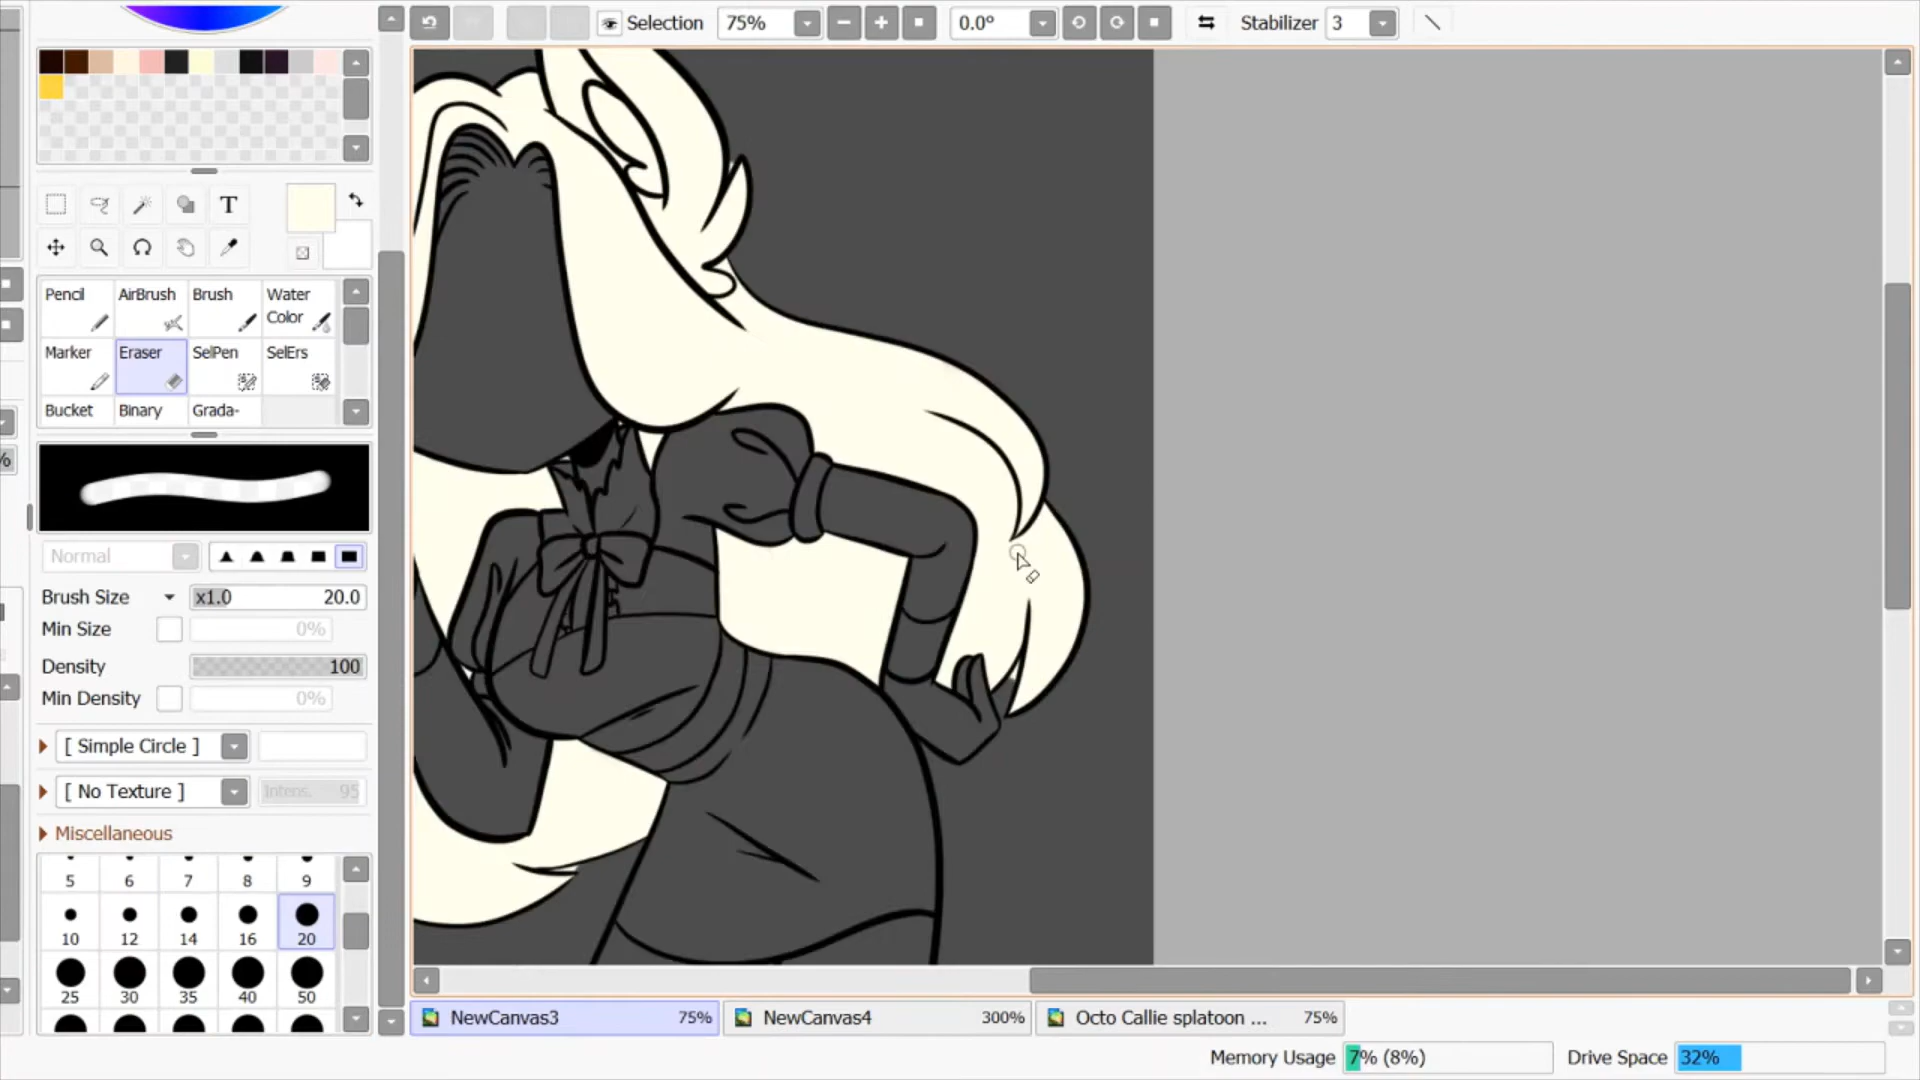 Selection 75% 0.0° Stabilizer 3
T
Pencil AirBrush Brush Water Color
Marker Eraser SelPen SelErs
Bucket Binary Grada-
%
Normal
Brush Size x1.0 20.0
Min Size 0%
Density 100
Min Density 0%
[ Simple Circle ]
[ No Texture ] Intens. 95
Miscellaneous
5 6 7 8 9
10 12 14 16 20
25 30 35 40 50
NewCanvas3 75% NewCanvas4 300% Octo Callie splatoon ... 75%
Memory Usage 7% (8%) Drive Space 32%